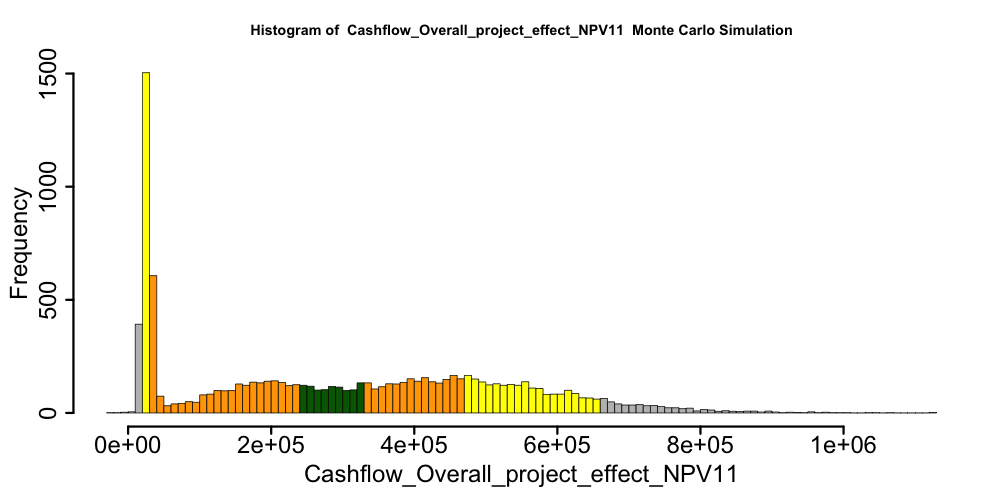 Histogram of  Cashflow_Overall_project_effect_NPV11  Monte Carlo Simulation
1500
1000
500
0
Frequency
0e+00 2e+05 4e+05 6e+05 8e+05 1e+06
Cashflow_Overall_project_effect_NPV11